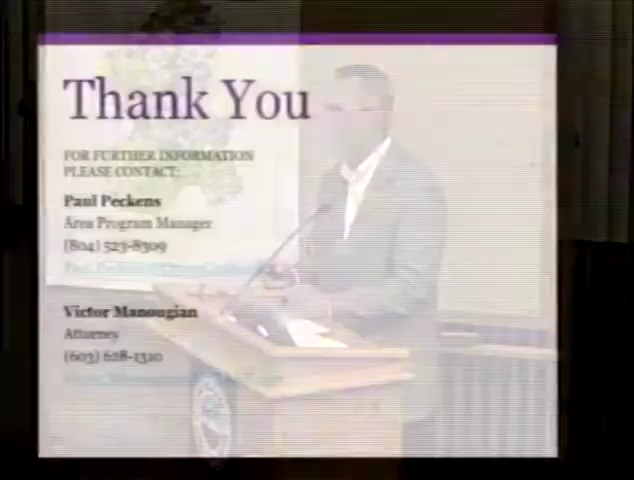 Thank You
FOR FURTHER INFORMATION
PLEASE CONTACT:
Paul Peckens
Area Program Manager
(804) 523-8309
Victor Manougian
Attorney
(603) 628-1310